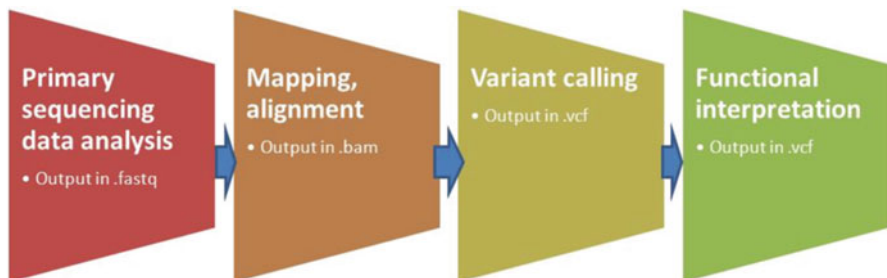 Primary
sequencing
data analysis
• Output in .fastq
Mapping,
alignment
• Output in .bam
Variant calling
• Output in .vcf
Functional
interpretation
• Output in .vcf